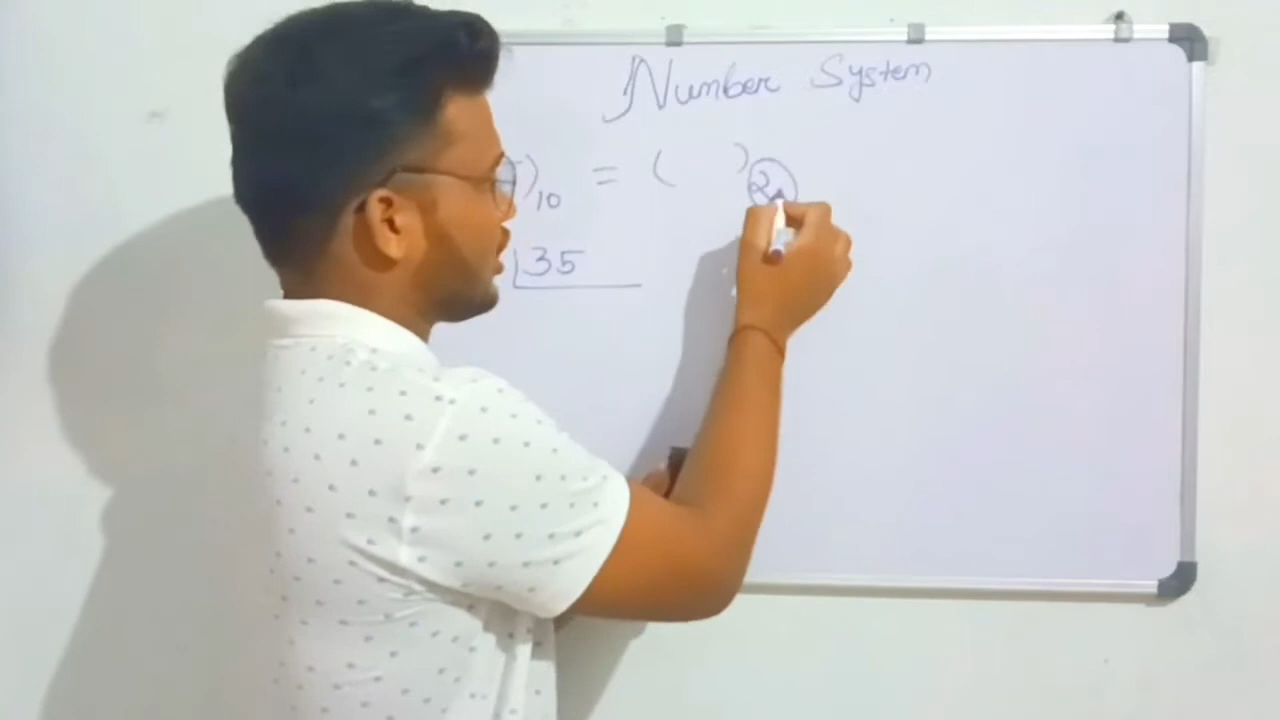 Number System
)10 = ( )2
35